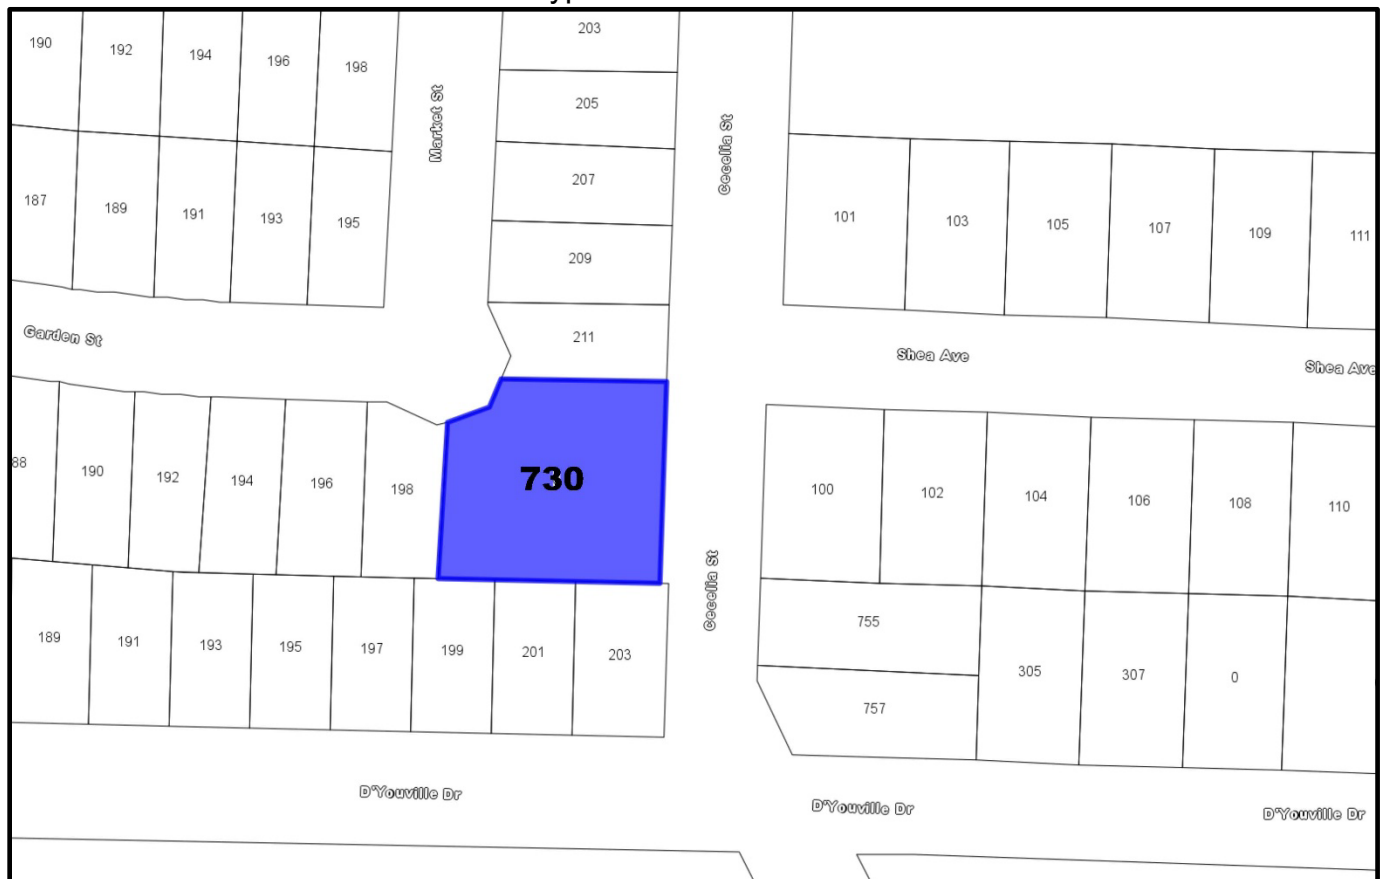 190 192 194 196 198
203
205
207
209
211
Market St
Cecelia St
187 189 191 193 195
101 103 105 107 109 111
Garden St
Shea Ave
Shea Ave
88 190 192 194 196 198
730
100 102 104 106 108 110
Cecelia St
189 191 193 195 197 199 201 203
755
757
305 307 0
D'Youville Dr
D'Youville Dr
D'Youville Dr